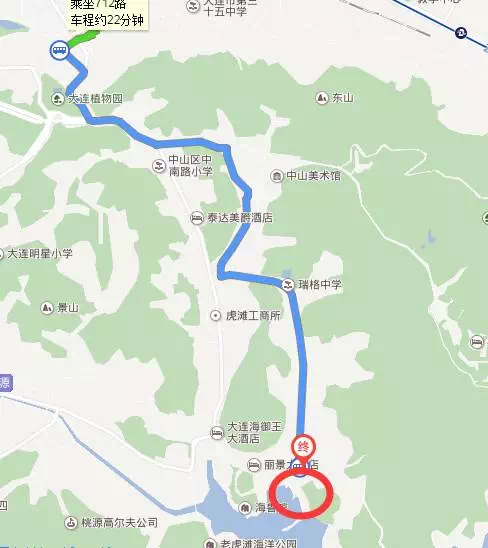 乘坐712路
车程约22分钟
大连市第三
十五中学
大连植物园
东山
中山区中
南路小学
中山美术馆
泰达美爵酒店
大连明星小学
瑞格中学
景山
虎滩工商所
源
大连海御王
大酒店
终
丽景大酒店
四
桃源高尔夫公司
老虎滩海洋公园